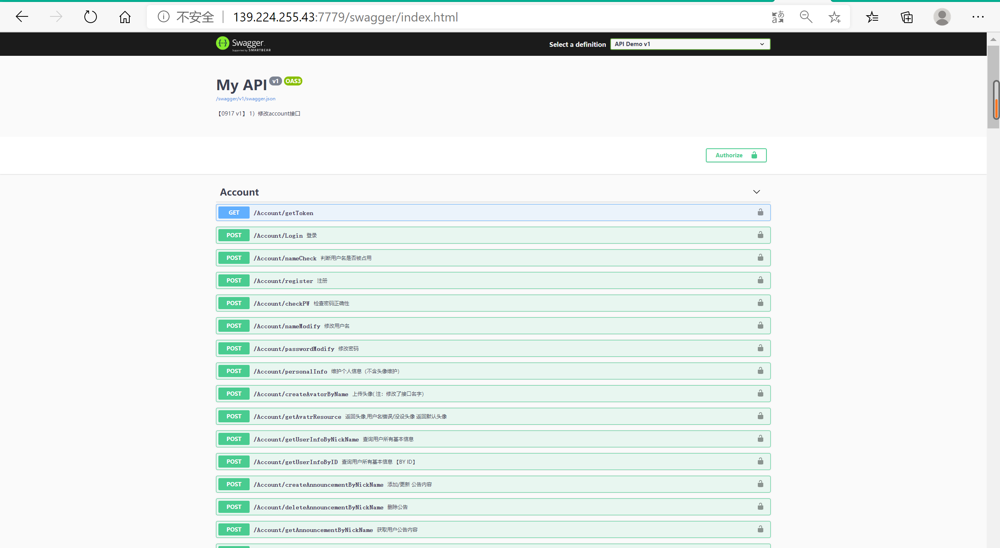 不安全 139.224.255.43:7779/swagger/index.html
Swagger
Supported by SMARTBEAR
Select a definition API Demo v1
My API v1 OAS3
/swagger/v1/swagger.json
【0917 v1】 1）修改account接口
Authorize
Account
GET /Account/getToken
POST /Account/Login 登录
POST /Account/nameCheck 判断用户名是否被占用
POST /Account/register 注册
POST /Account/checkPW 检查密码正确性
POST /Account/nameModify 修改用户名
POST /Account/passwordModify 修改密码
POST /Account/personalInfo 维护个人信息（不含头像维护）
POST /Account/createAvatorByName 上传头像( 注：修改了接口名字）
POST /Account/getAvatrResource 返回头像,用户名错误/没设头像 返回默认头像
POST /Account/getUserInfoByNickName 查询用户所有基本信息
POST /Account/getUserInfoByID 查询用户所有基本信息 【BY ID】
POST /Account/createAnnouncementByNickName 添加/更新 公告内容
POST /Account/deleteAnnouncementByNickName 删除公告
POST /Account/getAnnouncementByNickName 获取用户公告内容